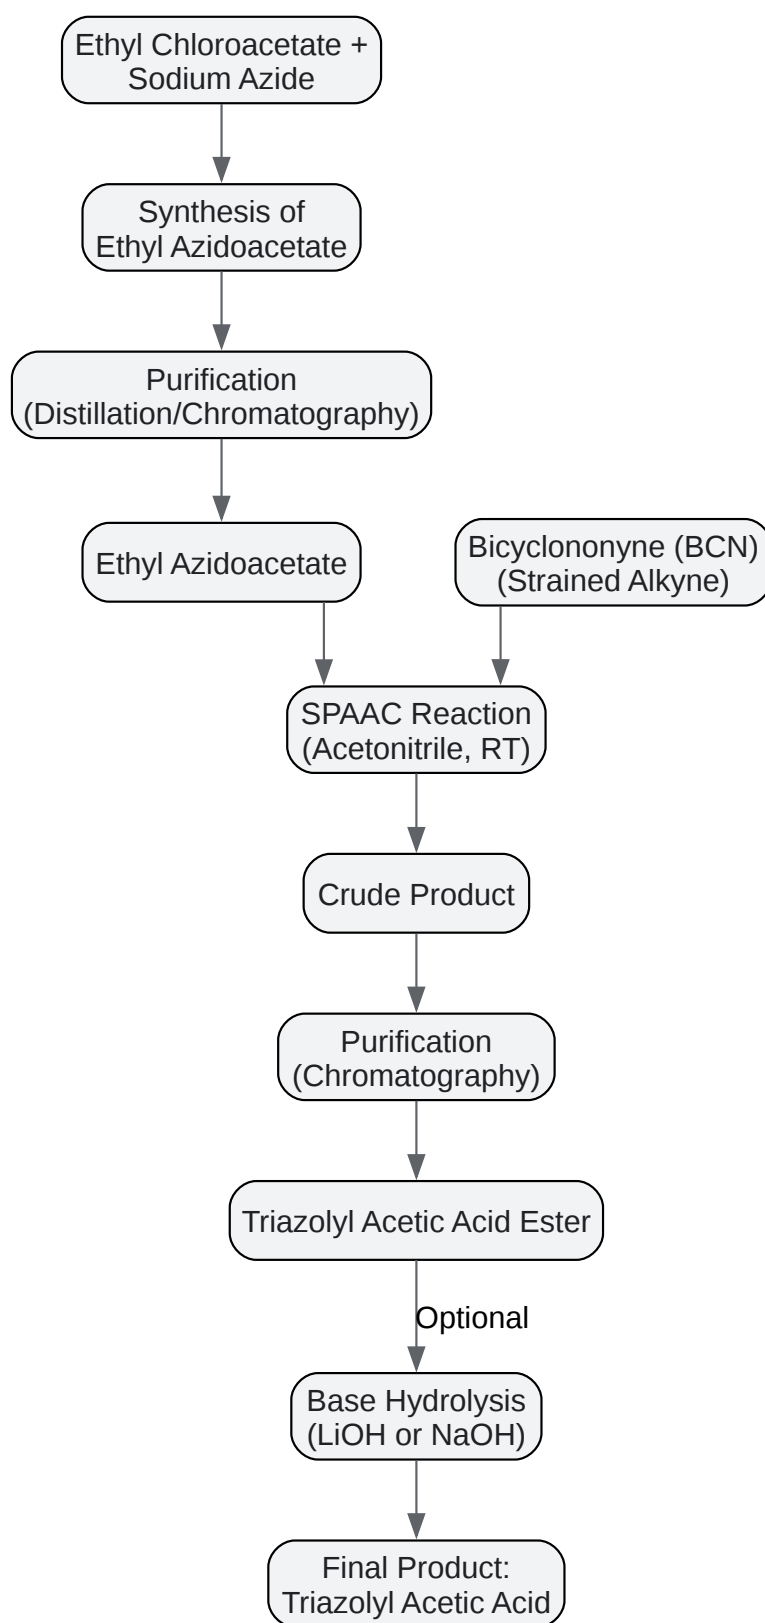 Ethyl Chloroacetate +
Sodium Azide
Synthesis of
Ethyl Azidoacetate
Purification
(Distillation/Chromatography)
Ethyl Azidoacetate
Bicyclononyne (BCN)
(Strained Alkyne)
SPAAC Reaction
(Acetonitrile, RT)
Crude Product
Purification
(Chromatography)
Triazolyl Acetic Acid Ester
Optional
Base Hydrolysis
(LiOH or NaOH)
Final Product:
Triazolyl Acetic Acid